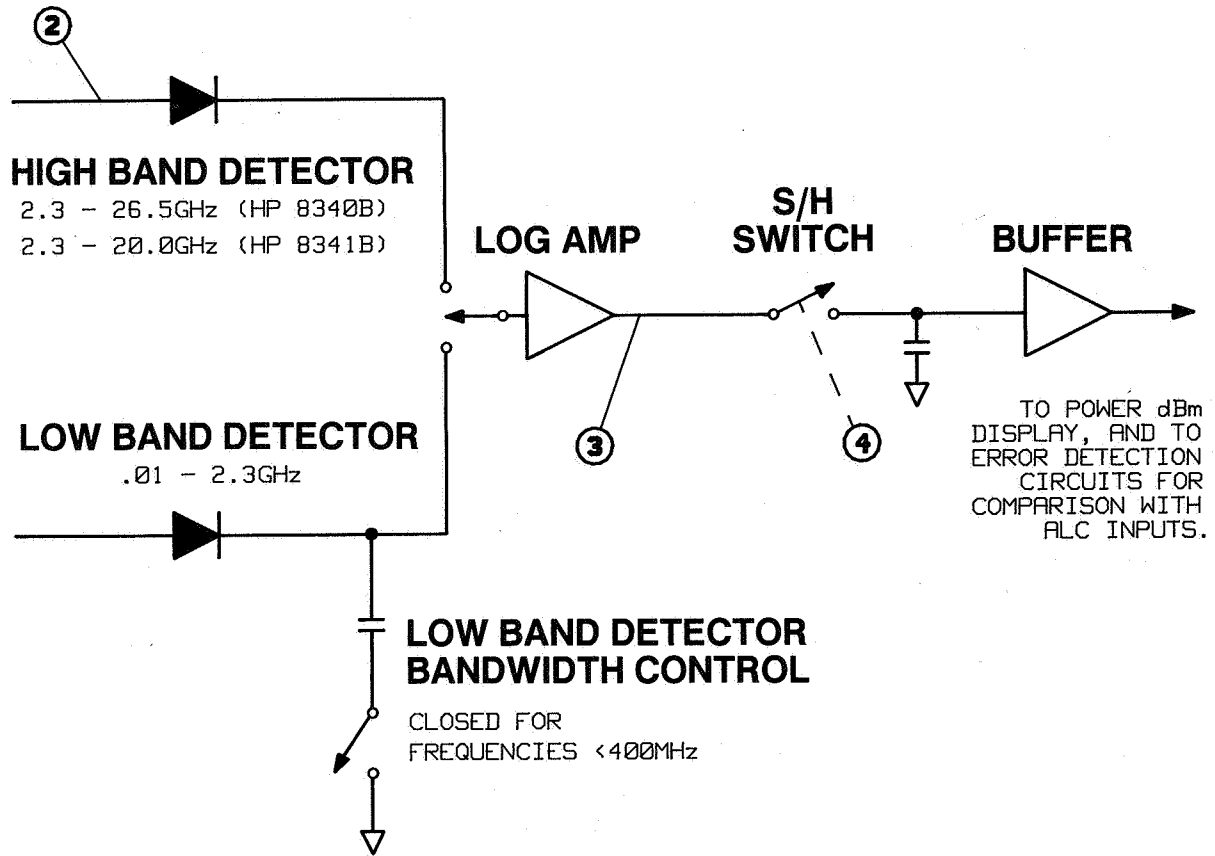 2
HIGH BAND DETECTOR
2.3 - 26.5GHz (HP 8340B)
2.3 - 20.0GHz (HP 8341B)
LOG AMP
S/H
SWITCH
BUFFER
3
4
TO POWER dBm
DISPLAY, AND TO
ERROR DETECTION
CIRCUITS FOR
COMPARISON WITH
ALC INPUTS.
LOW BAND DETECTOR
.01 - 2.3GHz
LOW BAND DETECTOR
BANDWIDTH CONTROL
CLOSED FOR
FREQUENCIES <400MHz